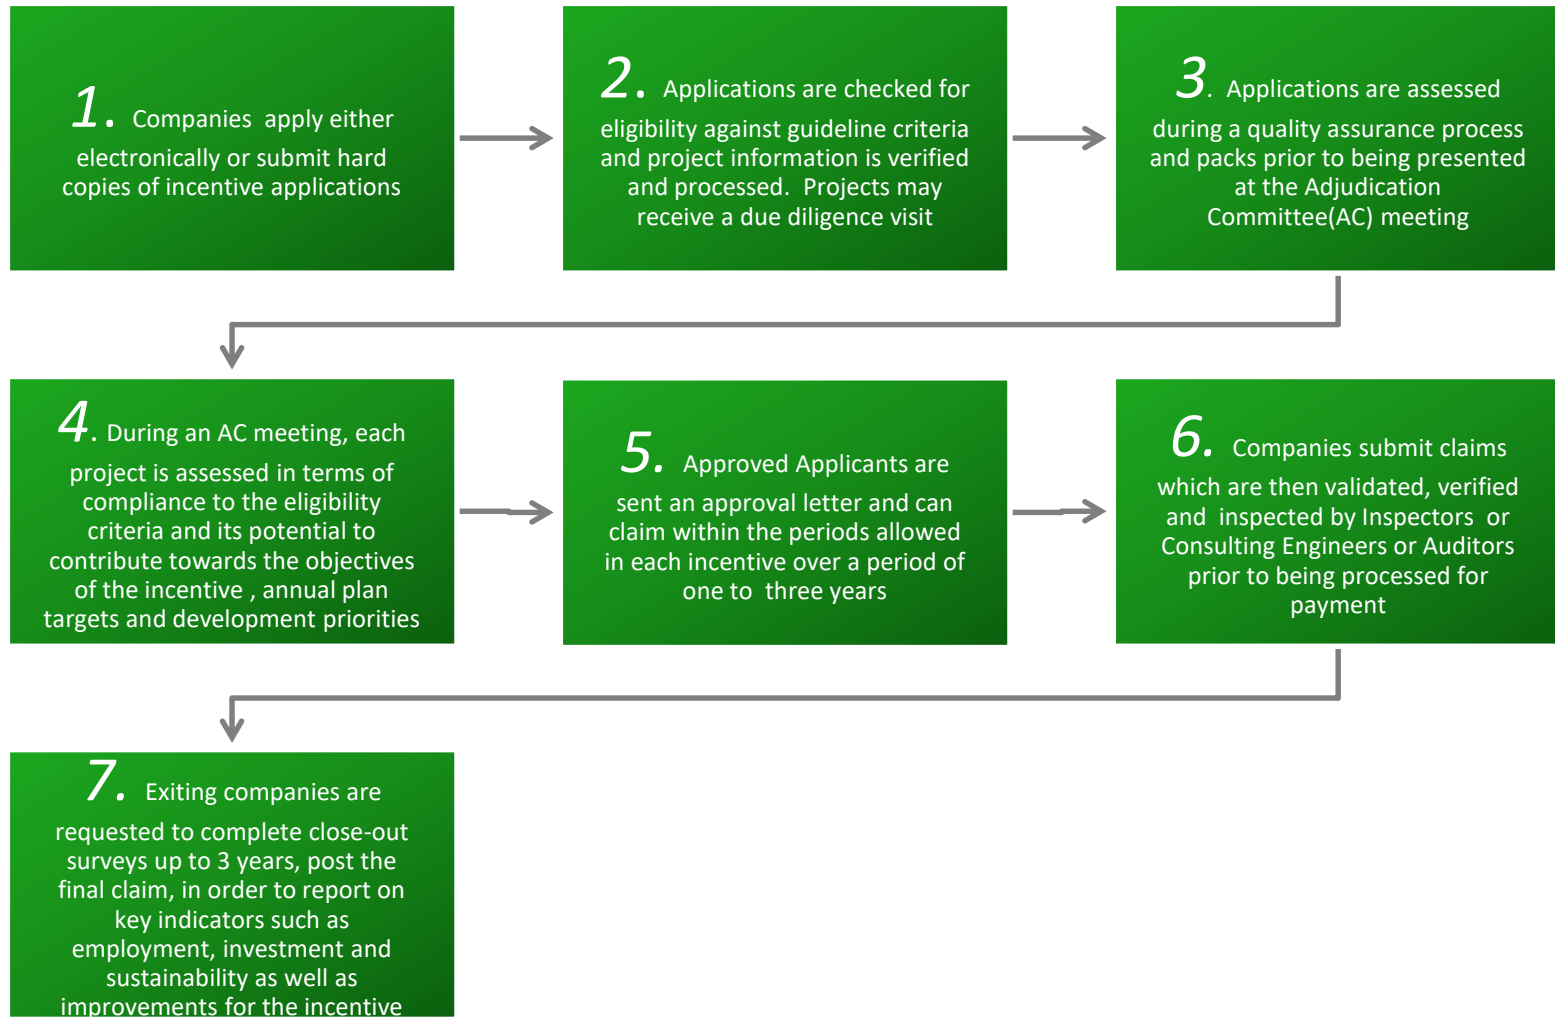 1. Companies apply either
electronically or submit hard
copies of incentive applications
2. Applications are checked for
eligibility against guideline criteria
and project information is verified
and processed. Projects may
receive a due diligence visit
3. Applications are assessed
during a quality assurance process
and packs prior to being presented
at the Adjudication
Committee(AC) meeting
4. During an AC meeting, each
project is assessed in terms of
compliance to the eligibility
criteria and its potential to
contribute towards the objectives
of the incentive , annual plan
targets and development priorities
5. Approved Applicants are
sent an approval letter and can
claim within the periods allowed
in each incentive over a period of
one to three years
6. Companies submit claims
which are then validated, verified
and inspected by Inspectors or
Consulting Engineers or Auditors
prior to being processed for
payment
7. Exiting companies are
requested to complete close-out
surveys up to 3 years, post the
final claim, in order to report on
key indicators such as
employment, investment and
sustainability as well as
improvements for the incentive